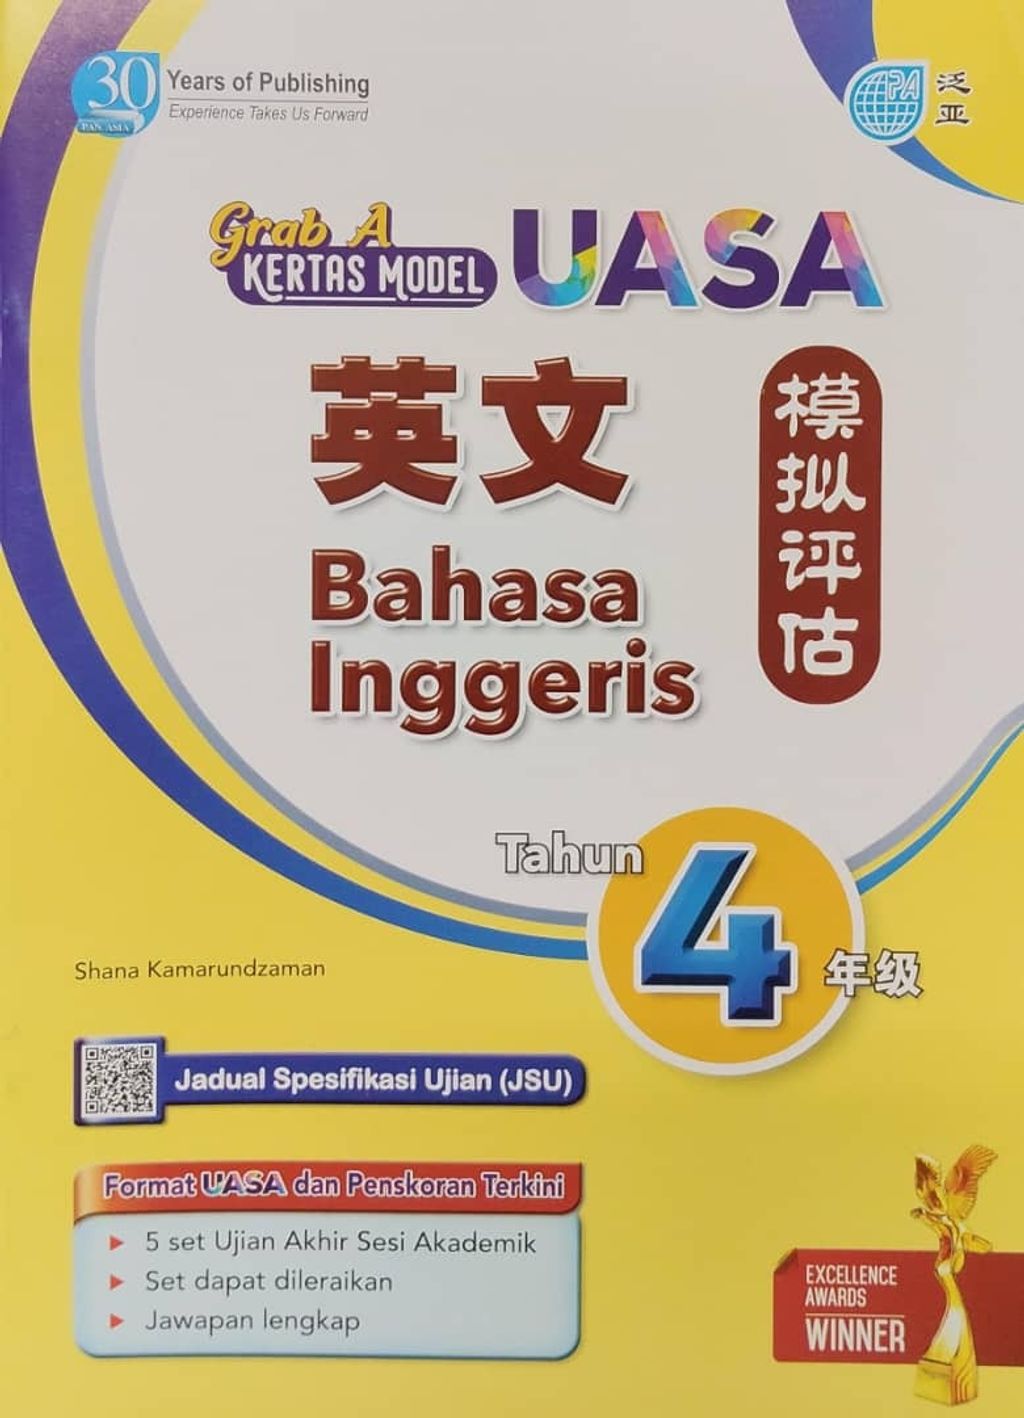 30
PAN ASIA
Years of Publishing
Experience Takes Us Forward
PA
泛亚
Grab A
KERTAS MODEL
UASA
英文
模拟评估
Bahasa
Inggeris
Tahun
4
年级
Shana Kamarundzaman
Jadual Spesifikasi Ujian (JSU)
Format UASA dan Penskoran Terkini
5 set Ujian Akhir Sesi Akademik
Set dapat dileraikan
Jawapan lengkap
EXCELLENCE
AWARDS
WINNER